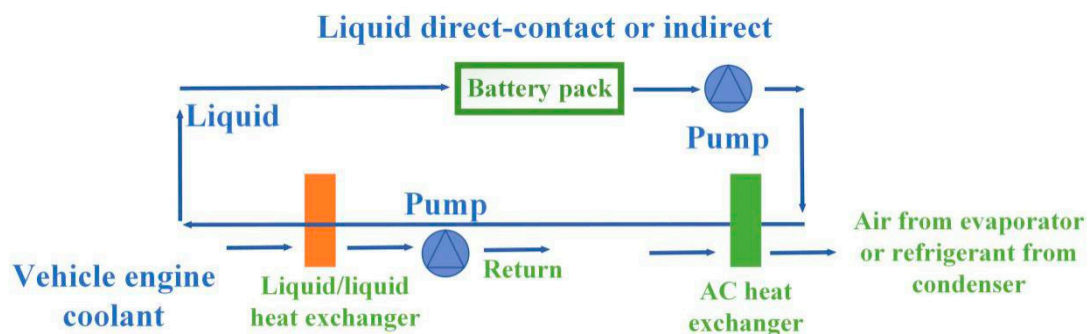 Liquid direct-contact or indirect
Battery pack
Liquid
Pump
Pump
Air from evaporator
or refrigerant from
condenser
Return
Vehicle engine
coolant
Liquid/liquid
heat exchanger
AC heat
exchanger